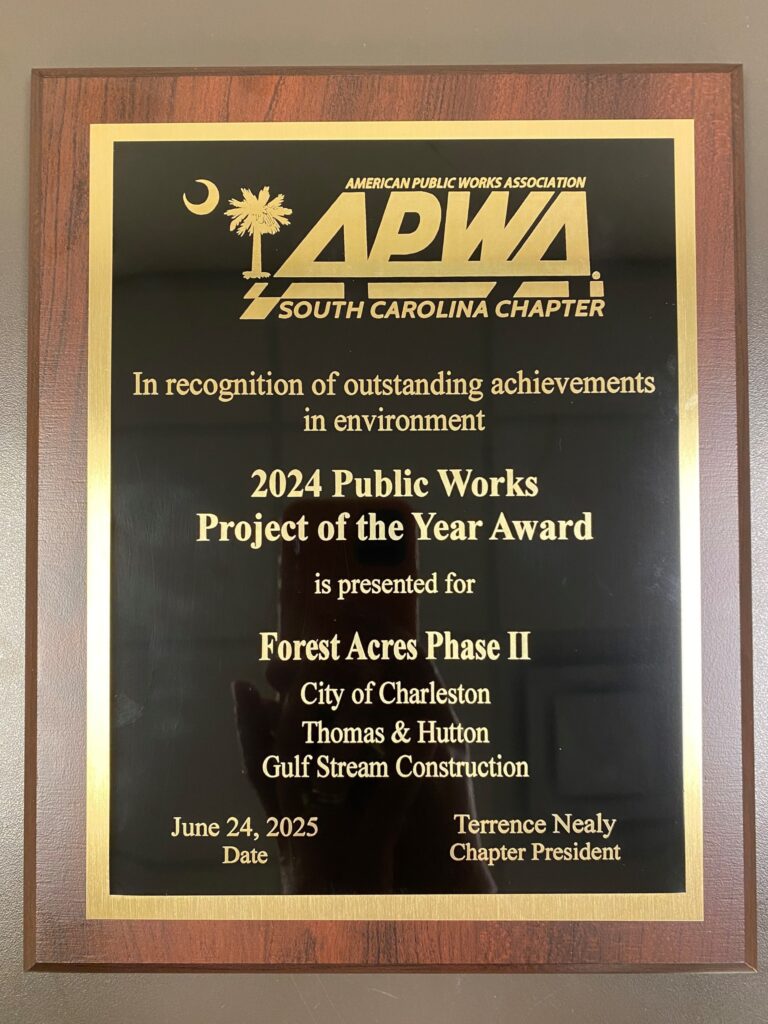 AMERICAN PUBLIC WORKS ASSOCIATION
APWA
SOUTH CAROLINA CHAPTER
In recognition of outstanding achievements
in environment
2024 Public Works
Project of the Year Award
is presented for
Forest Acres Phase II
City of Charleston
Thomas & Hutton
Gulf Stream Construction
June 24, 2025
Date
Terrence Nealy
Chapter President